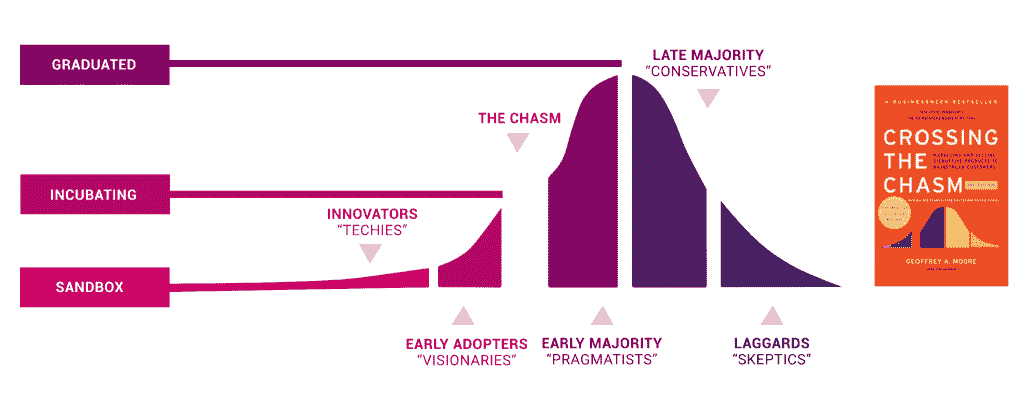 GRADUATED
INCUBATING
SANDBOX
INNOVATORS
“TECHIES”
THE CHASM
LATE MAJORITY
“CONSERVATIVES”
EARLY ADOPTERS
“VISIONARIES”
EARLY MAJORITY
“PRAGMATISTS”
LAGGARDS
“SKEPTICS”
A BUSINESSWEEK BESTSELLER
CROSSING
THE
CHASM
GEOFFREY A. MOORE